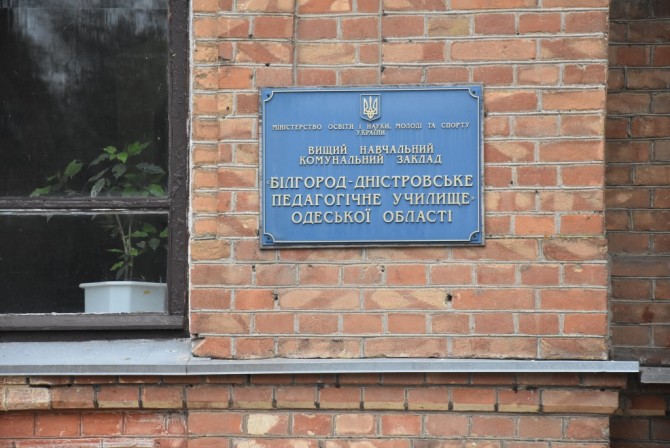 МІНІСТЕРСТВО ОСВІТИ І НАУКИ, МОЛОДІ ТА СПОРТУ
УКРАЇНИ
ВИЩИЙ НАВЧАЛЬНИЙ
КОМУНАЛЬНИЙ ЗАКЛАД
"БІЛГОРОД-ДНІСТРОВСЬКЕ
ПЕДАГОГІЧНЕ УЧИЛИЩЕ"
ОДЕСЬКОЇ ОБЛАСТІ